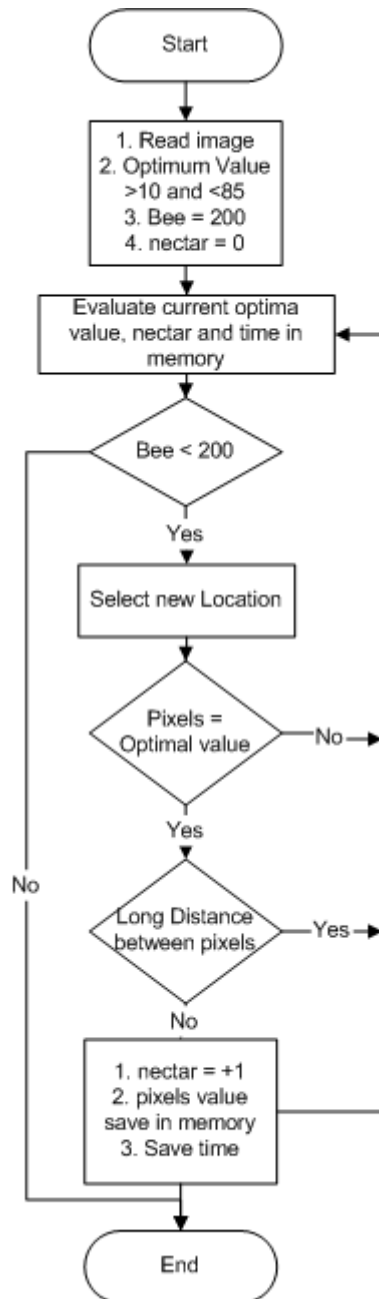 Start
1. Read image
2. Optimum Value
>10 and <85
3. Bee = 200
4. nectar = 0
Evaluate current optima
value, nectar and time in
memory
Bee < 200
Yes
Select new Location
Pixels =
Optimal value
No
Yes
No
Long Distance
between pixels
Yes
No
1. nectar = +1
2. pixels value
save in memory
3. Save time
End